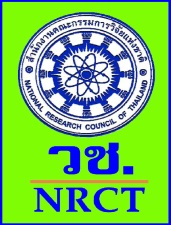 สำนักงานคณะกรรมการวิจัยแห่งชาติ
NATIONAL RESEARCH COUNCIL OF THAILAND
วช.
NRCT